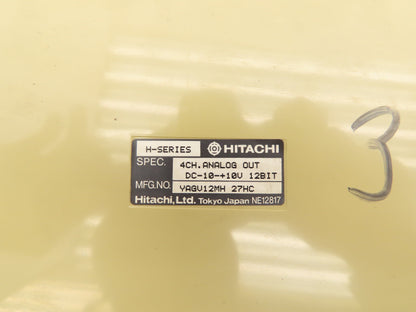 H-SERIES HITACHI
SPEC. 4CH.ANALOG OUT
DC-10-+10V 12BIT
MFG.NO. YAGV12MH 27HC
Hitachi, Ltd. Tokyo Japan NE12817
3